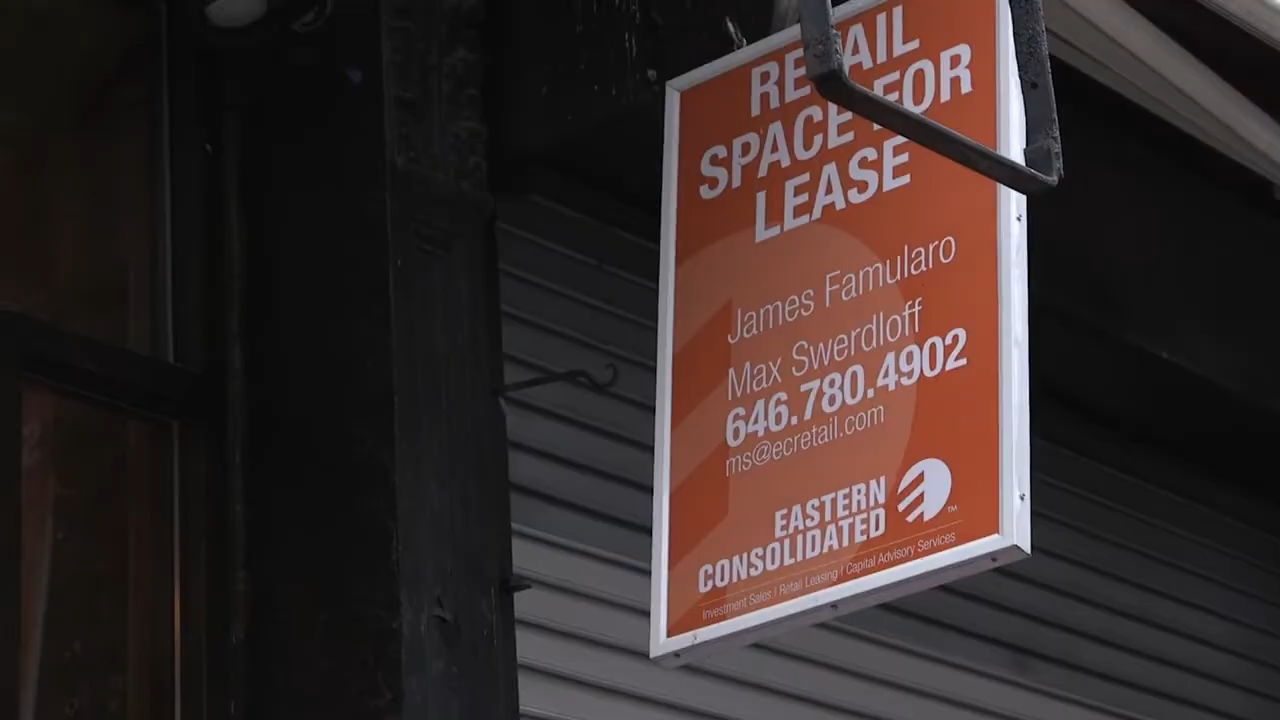 RETAIL
SPACE FOR
LEASE
James Famularo
Max Swerdloff
646.780.4902
ms@ecretail.com
EASTERN
CONSOLIDATED
TM
Investment Sales | Retail Leasing | Capital Advisory Services